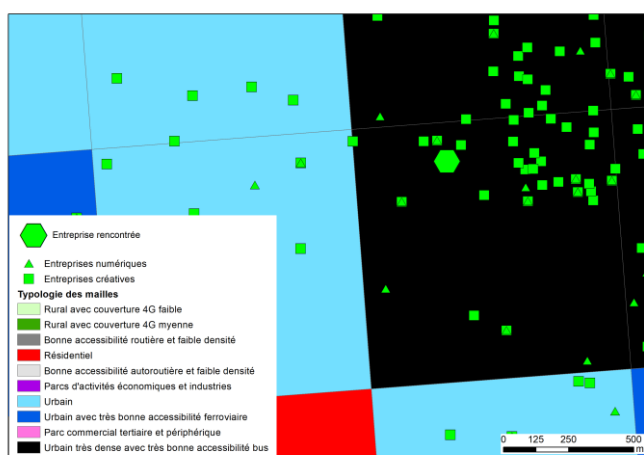 Entreprise rencontrée
Entreprises numériques
Entreprises créatives
Typologie des mailles
Rural avec couverture 4G faible
Rural avec couverture 4G myenne
Bonne accessibilité routière et faible densité
Résidentiel
Bonne accessibilité autoroutière et faible densité
Parcs d'activités économiques et industries
Urbain
Urbain avec très bonne accessibilité ferroviaire
Parc commercial tertiaire et périphérique
Urbain très dense avec très bonne accessibilité bus
0 125 250 500
m